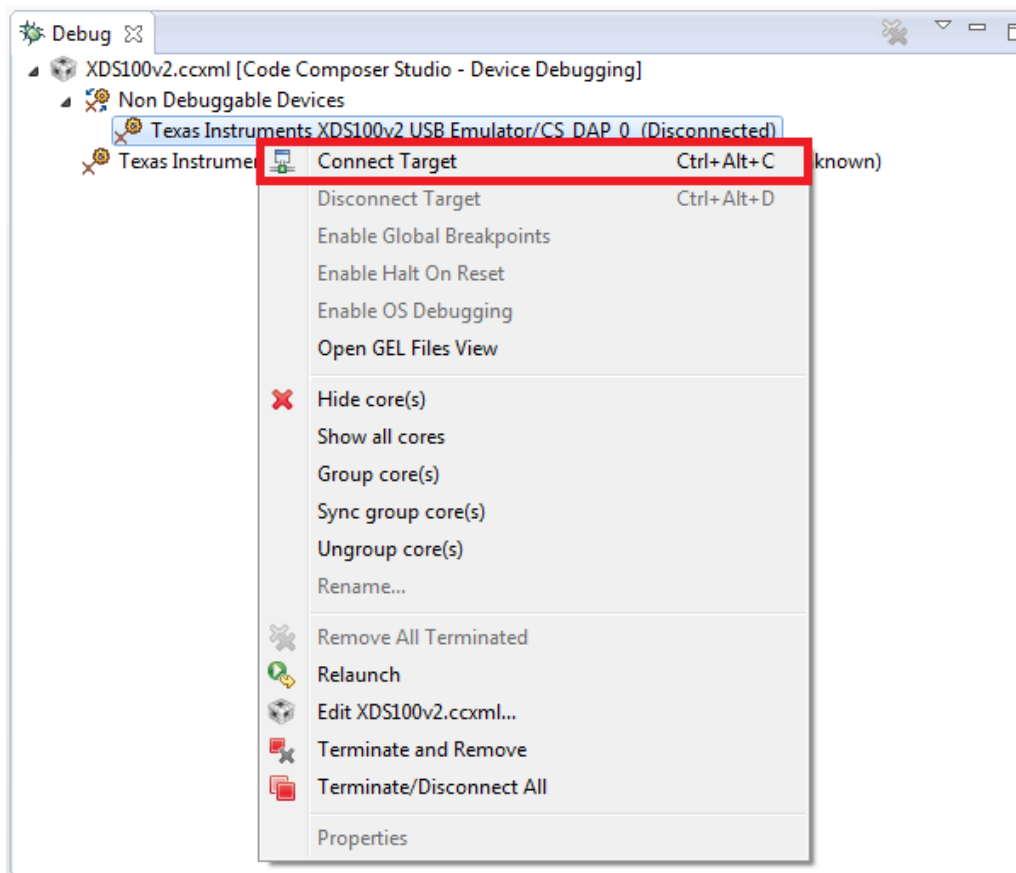 Debug
XDS100v2.ccxml [Code Composer Studio - Device Debugging]
Non Debuggable Devices
Texas Instruments XDS100v2 USB Emulator/CS_DAP_0 (Disconnected)
Texas known)
Connect Target Ctrl+Alt+C
Disconnect Target Ctrl+Alt+D
Enable Global Breakpoints
Enable Halt On Reset
Enable OS Debugging
Open GEL Files View
Hide core(s)
Show all cores
Group core(s)
Sync group core(s)
Ungroup core(s)
Rename...
Remove All Terminated
Relaunch
Edit XDS100v2.ccxml...
Terminate and Remove
Terminate/Disconnect All
Properties